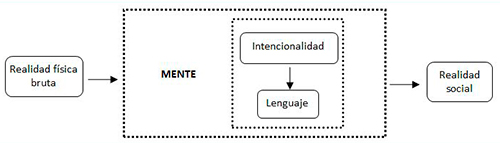 Realidad física
bruta
MENTE
Intencionalidad
Lenguaje
Realidad
social